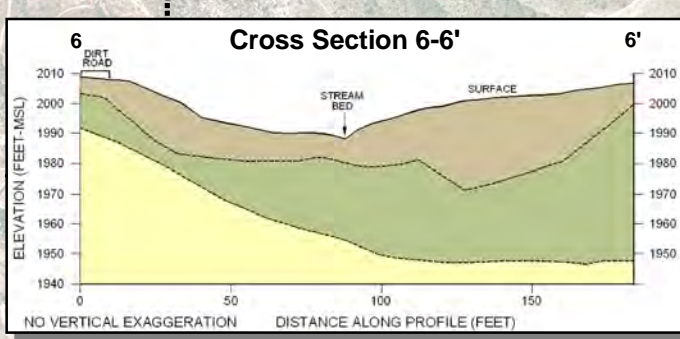 6 Cross Section 6-6' 6'
DIRT
ROAD
STREAM
BED
SURFACE
ELEVATION (FEET-MSL)
2010 2010
2000 2000
1990 1990
1980 1980
1970 1970
1960 1960
1950 1950
1940
0 50 100 150
NO VERTICAL EXAGGERATION DISTANCE ALONG PROFILE (FEET)